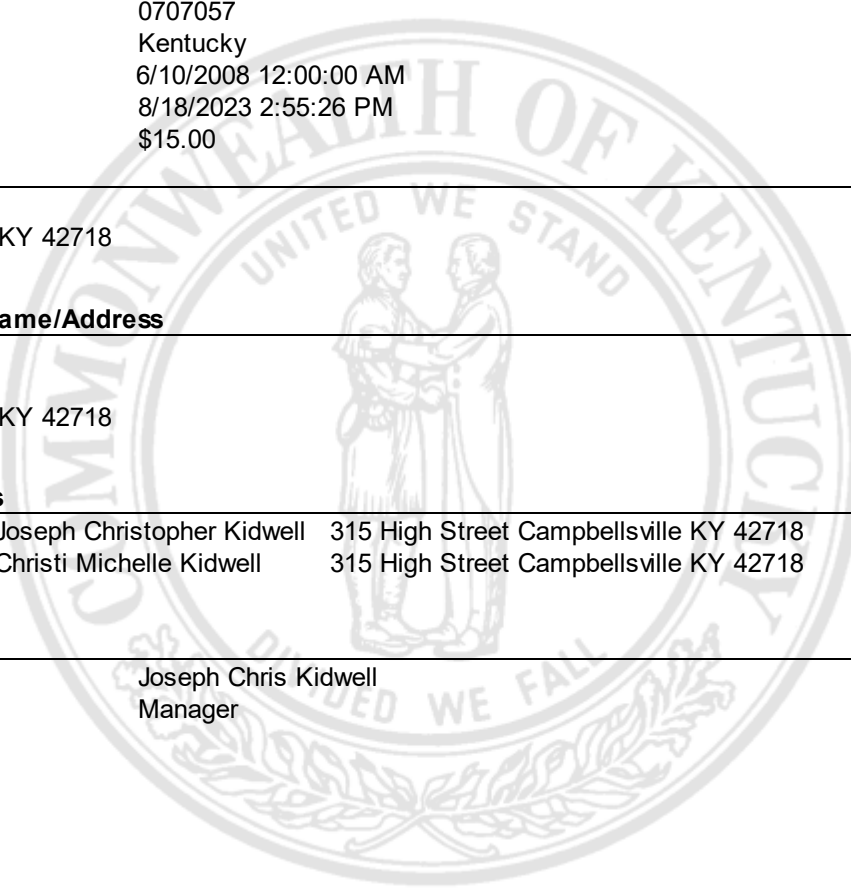 0707057
Kentucky
6/10/2008 12:00:00 AM
8/18/2023 2:55:26 PM
$15.00
KY 42718
ame/Address
KY 42718
s
Joseph Christopher Kidwell 315 High Street Campbellsville KY 42718
Christi Michelle Kidwell 315 High Street Campbellsville KY 42718
Joseph Chris Kidwell
Manager
COMMONWEALTH OF KENTUCKY
UNITED WE STAND
DIVIDED WE FALL